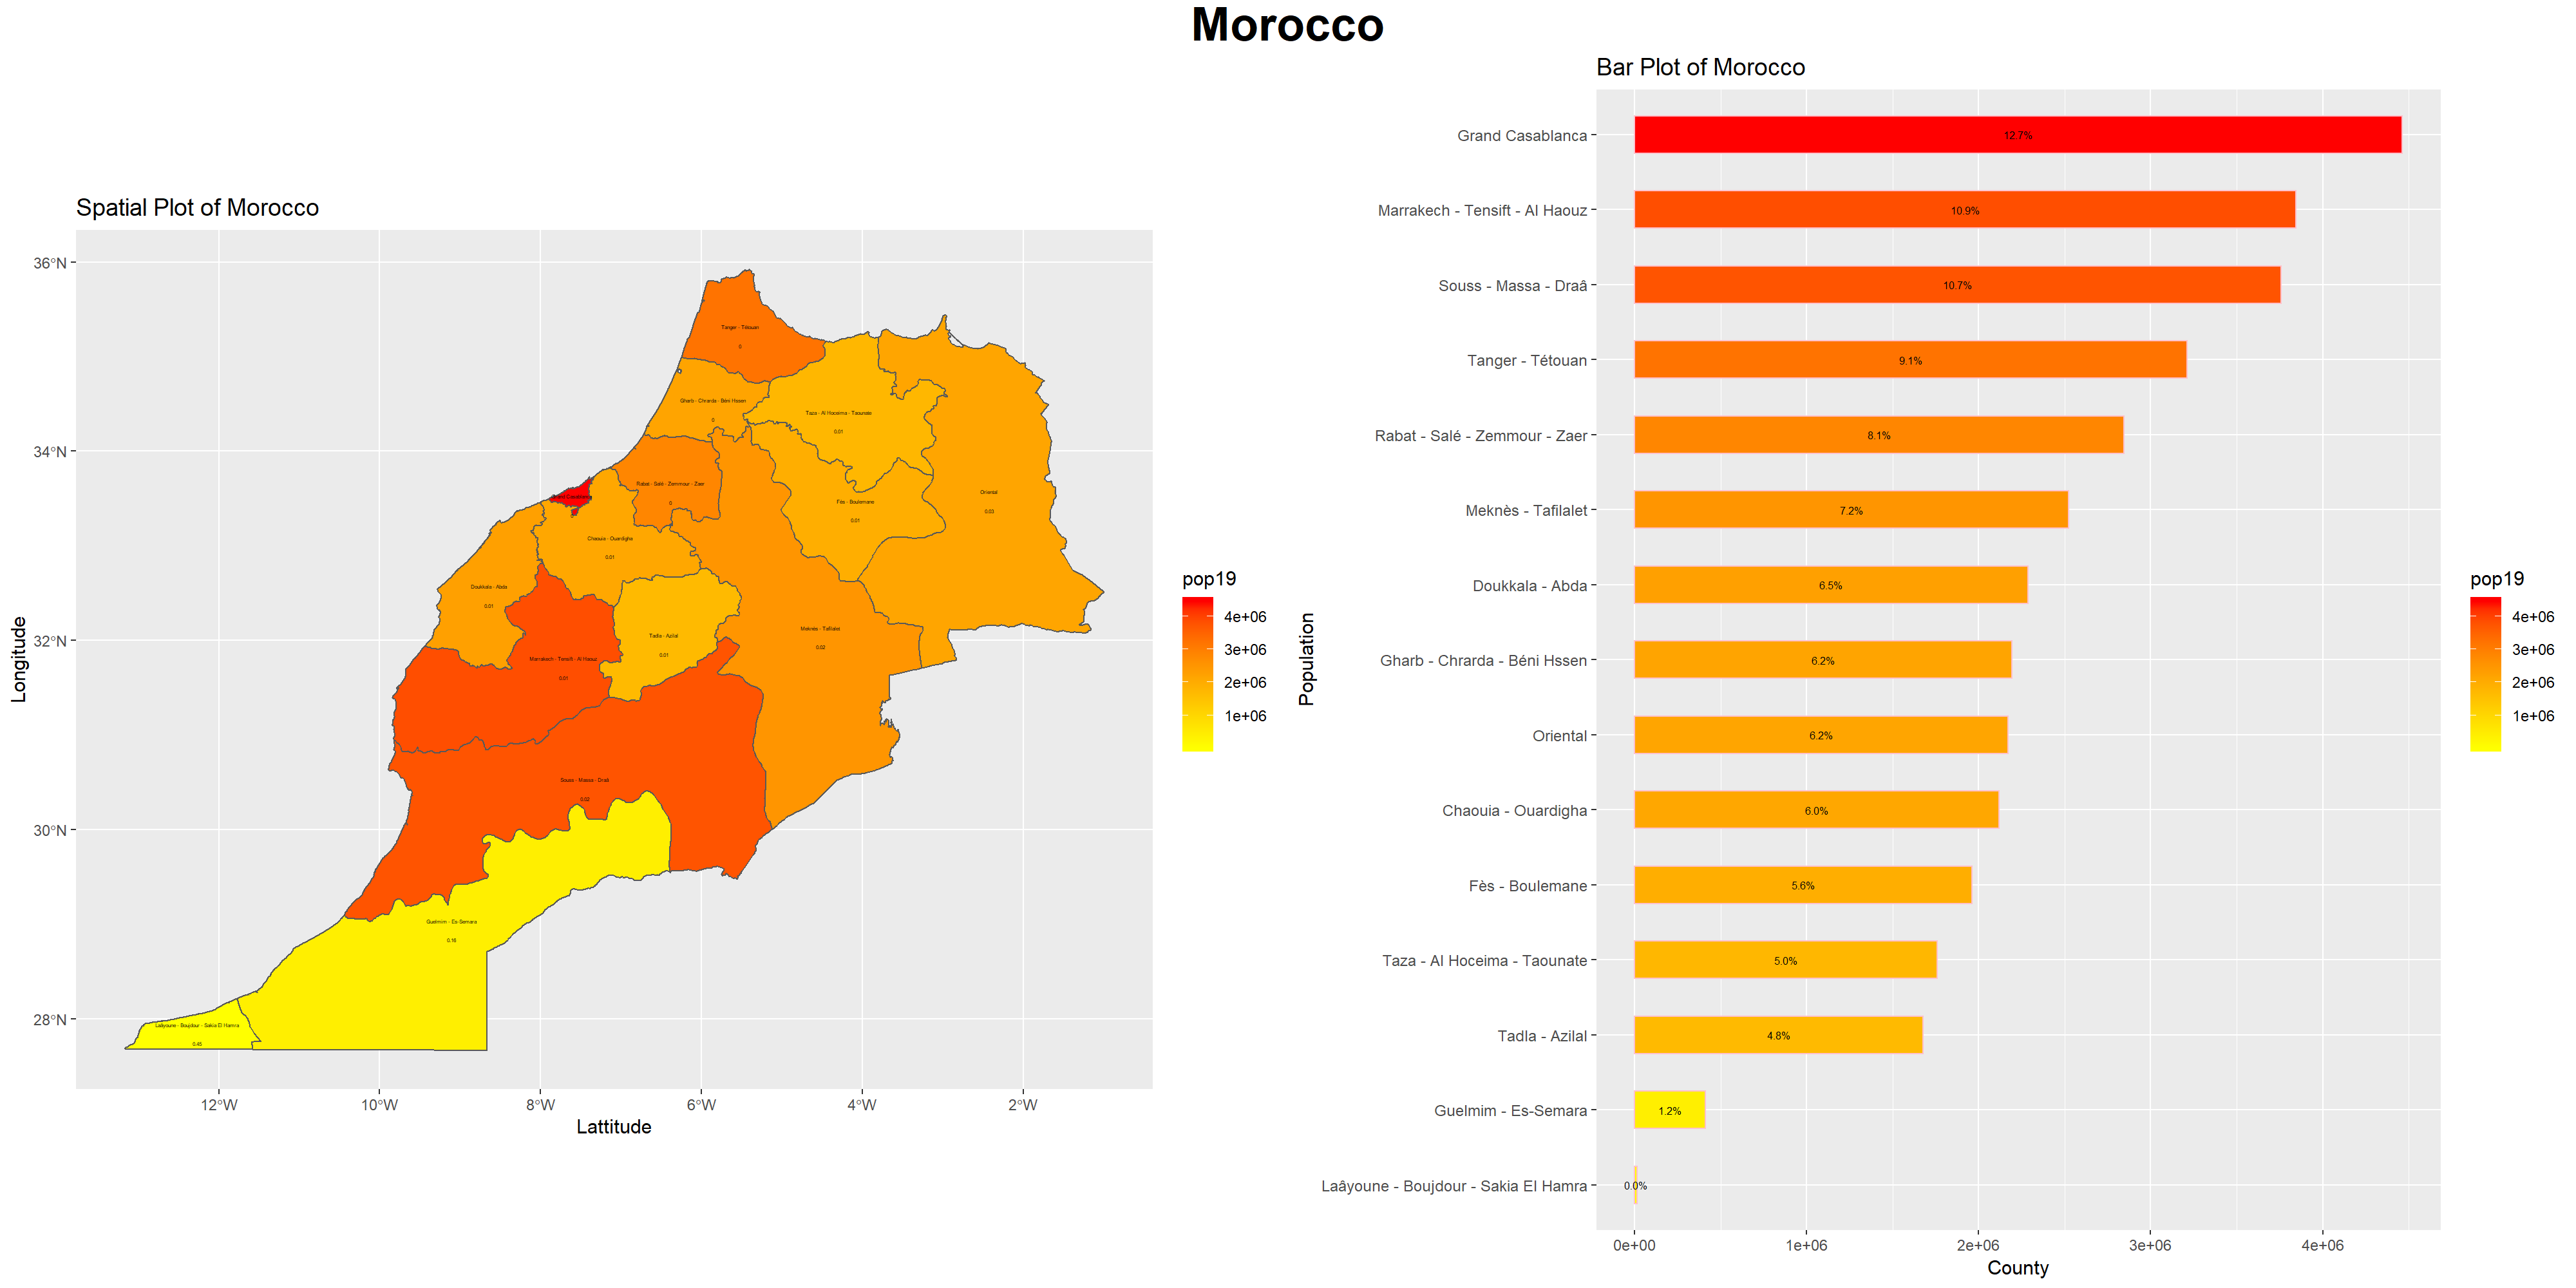 Morocco
Spatial Plot of Morocco
36°N
34°N
32°N
30°N
28°N
Longitude
Tanger - Tétouan
0
Gharb - Chrarda - Béni Hssen
0
Taza - Al Hoceima - Taounate
0.01
Rabat - Salé - Zemmour - Zaer
0
Grand Casablanca
Fès - Boulemane
0.01
Oriental
0.03
Chaouia - Ouardigha
0.01
Doukkala - Abda
0.01
Tadla - Azilal
0.01
Meknès - Tafilalet
0.02
Marrakech - Tensift - Al Haouz
0.01
Souss - Massa - Draâ
0.02
Guelmim - Es-Semara
0.16
Laâyoune - Boujdour - Sakia El Hamra
0.45
12°W
10°W
8°W
6°W
4°W
2°W
Lattitude
pop19
4e+06
3e+06
2e+06
1e+06
Bar Plot of Morocco
Population
Grand Casablanca
12.7%
Marrakech - Tensift - Al Haouz
10.9%
Souss - Massa - Draâ
10.7%
Tanger - Tétouan
9.1%
Rabat - Salé - Zemmour - Zaer
8.1%
Meknès - Tafilalet
7.2%
Doukkala - Abda
6.5%
Gharb - Chrarda - Béni Hssen
6.2%
Oriental
6.2%
Chaouia - Ouardigha
6.0%
Fès - Boulemane
5.6%
Taza - Al Hoceima - Taounate
5.0%
Tadla - Azilal
4.8%
Guelmim - Es-Semara
1.2%
Laâyoune - Boujdour - Sakia El Hamra
0.0%
0e+00
1e+06
2e+06
3e+06
4e+06
County
pop19
4e+06
3e+06
2e+06
1e+06